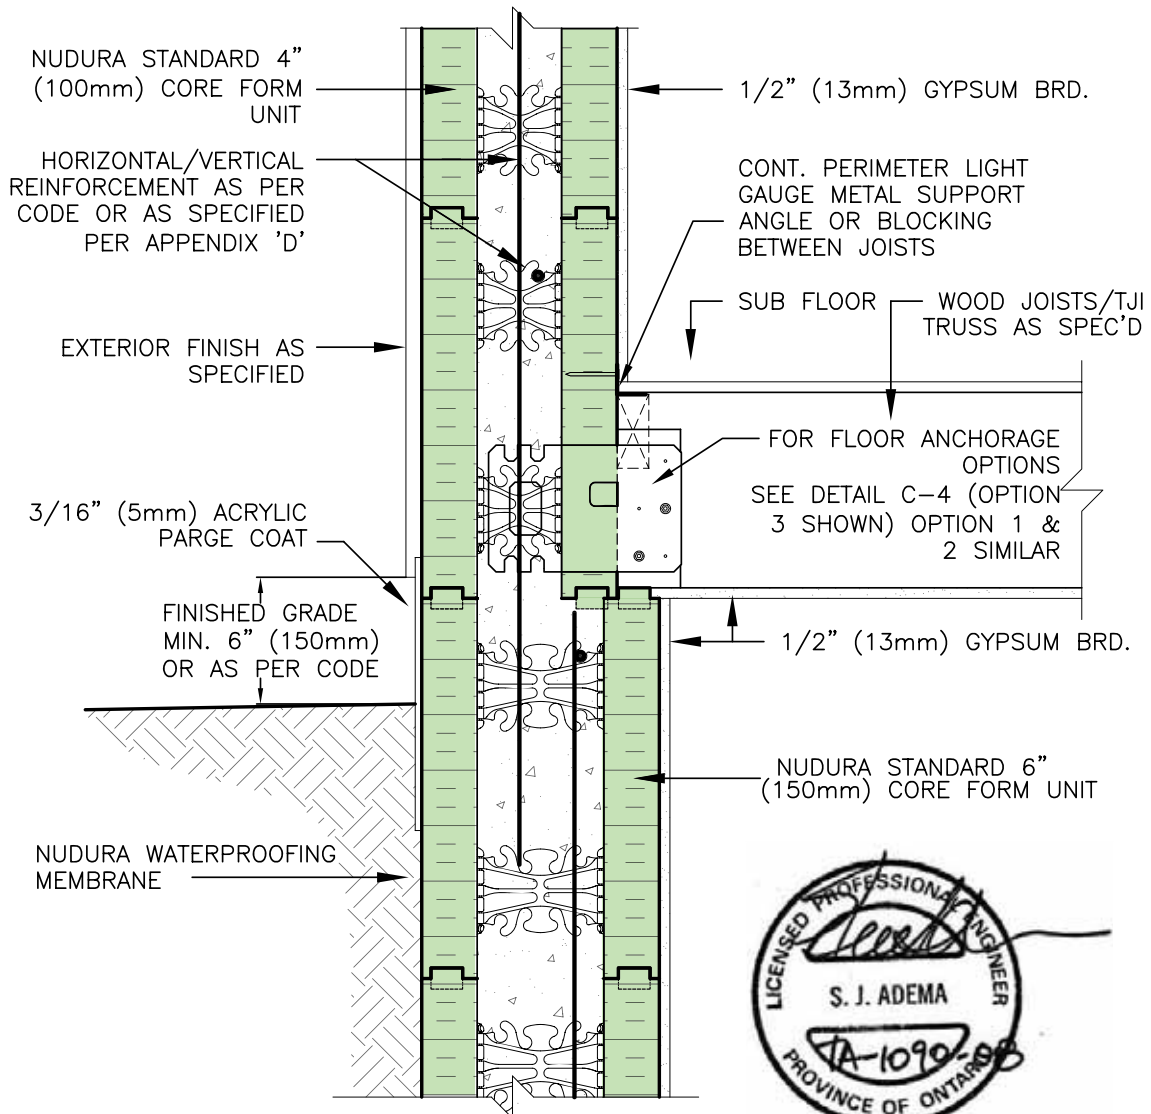 NUDURA STANDARD 4”
(100mm) CORE FORM
UNIT
HORIZONTAL/VERTICAL
REINFORCEMENT AS PER
CODE OR AS SPECIFIED
PER APPENDIX 'D'
EXTERIOR FINISH AS
SPECIFIED
3/16” (5mm) ACRYLIC
PARGE COAT
FINISHED GRADE
MIN. 6” (150mm)
OR AS PER CODE
NUDURA WATERPROOFING
MEMBRANE
1/2” (13mm) GYPSUM BRD.
CONT. PERIMETER LIGHT
GAUGE METAL SUPPORT
ANGLE OR BLOCKING
BETWEEN JOISTS
SUB FLOOR
WOOD JOISTS/TJI
TRUSS AS SPEC'D
FOR FLOOR ANCHORAGE
OPTIONS
SEE DETAIL C-4 (OPTION
3 SHOWN) OPTION 1 &
2 SIMILAR
1/2” (13mm) GYPSUM BRD.
NUDURA STANDARD 6”
(150mm) CORE FORM UNIT
LICENSED PROFESSIONAL ENGINEER
S. J. ADEMA
PROVINCE OF ONTARIO